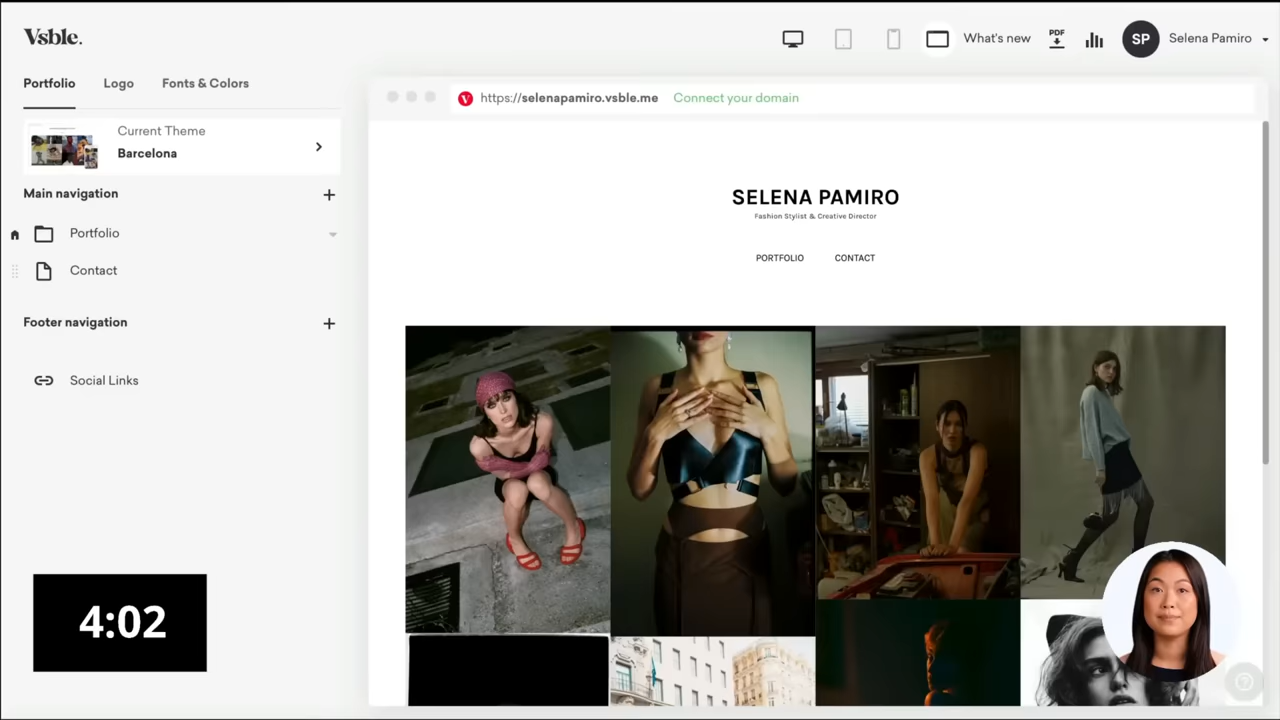 Vsble.
What's new
PDF
SP
Selena Pamiro
Portfolio
Logo
Fonts & Colors
Current Theme
Barcelona
Main navigation
Portfolio
Contact
Footer navigation
Social Links
4:02
V
https://selenapamiro.vsble.me
Connect your domain
SELENA PAMIRO
Fashion Stylist & Creative Director
PORTFOLIO
CONTACT